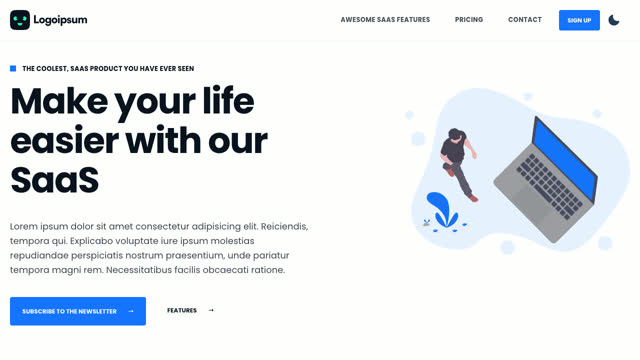 Logoipsum
AWESOME SAAS FEATURES
PRICING
CONTACT
SIGN UP
THE COOLEST, SAAS PRODUCT YOU HAVE EVER SEEN
Make your life
easier with our
SaaS
Lorem ipsum dolor sit amet consectetur adipisicing elit. Reiciendis,
tempora qui. Explicabo voluptate iure ipsum molestias
repudiandae perspiciatis nostrum praesentium, unde pariatur
tempora magni rem. Necessitatibus facilis obcaecati ratione.
SUBSCRIBE TO THE NEWSLETTER →
FEATURES →